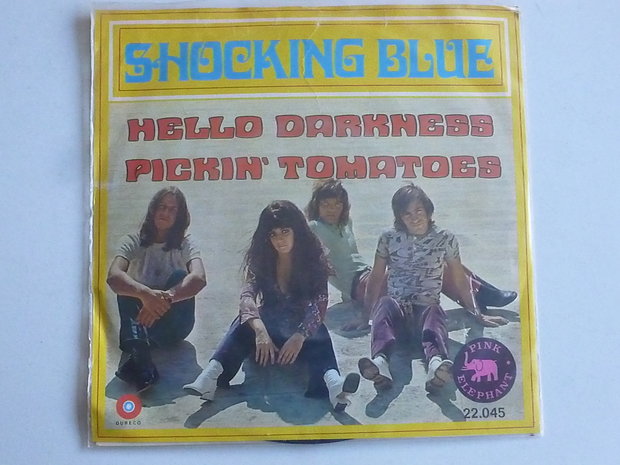 SHOCKING BLUE
HELLO DARKNESS
PICKIN' TOMATOES
PINK
ELEPHANT
22.045
DURECO